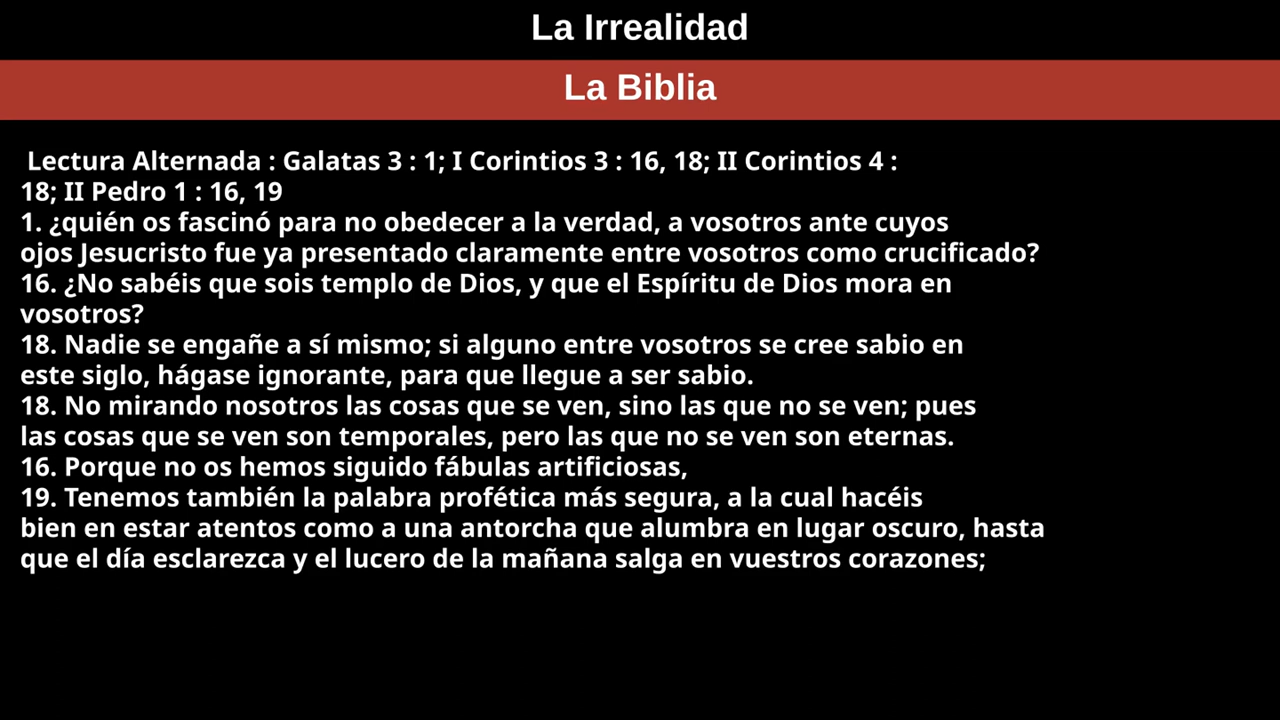 La Irrealidad
La Biblia
Lectura Alternada : Galatas 3 : 1; I Corintios 3 : 16, 18; II Corintios 4 :
18; II Pedro 1 : 16, 19
1. ¿quién os fascinó para no obedecer a la verdad, a vosotros ante cuyos
ojos Jesucristo fue ya presentado claramente entre vosotros como crucificado?
16. ¿No sabéis que sois templo de Dios, y que el Espíritu de Dios mora en
vosotros?
18. Nadie se engañe a sí mismo; si alguno entre vosotros se cree sabio en
este siglo, hágase ignorante, para que llegue a ser sabio.
18. No mirando nosotros las cosas que se ven, sino las que no se ven; pues
las cosas que se ven son temporales, pero las que no se ven son eternas.
16. Porque no os hemos siguido fábulas artificiosas,
19. Tenemos también la palabra profética más segura, a la cual hacéis
bien en estar atentos como a una antorcha que alumbra en lugar oscuro, hasta
que el día esclarezca y el lucero de la mañana salga en vuestros corazones;